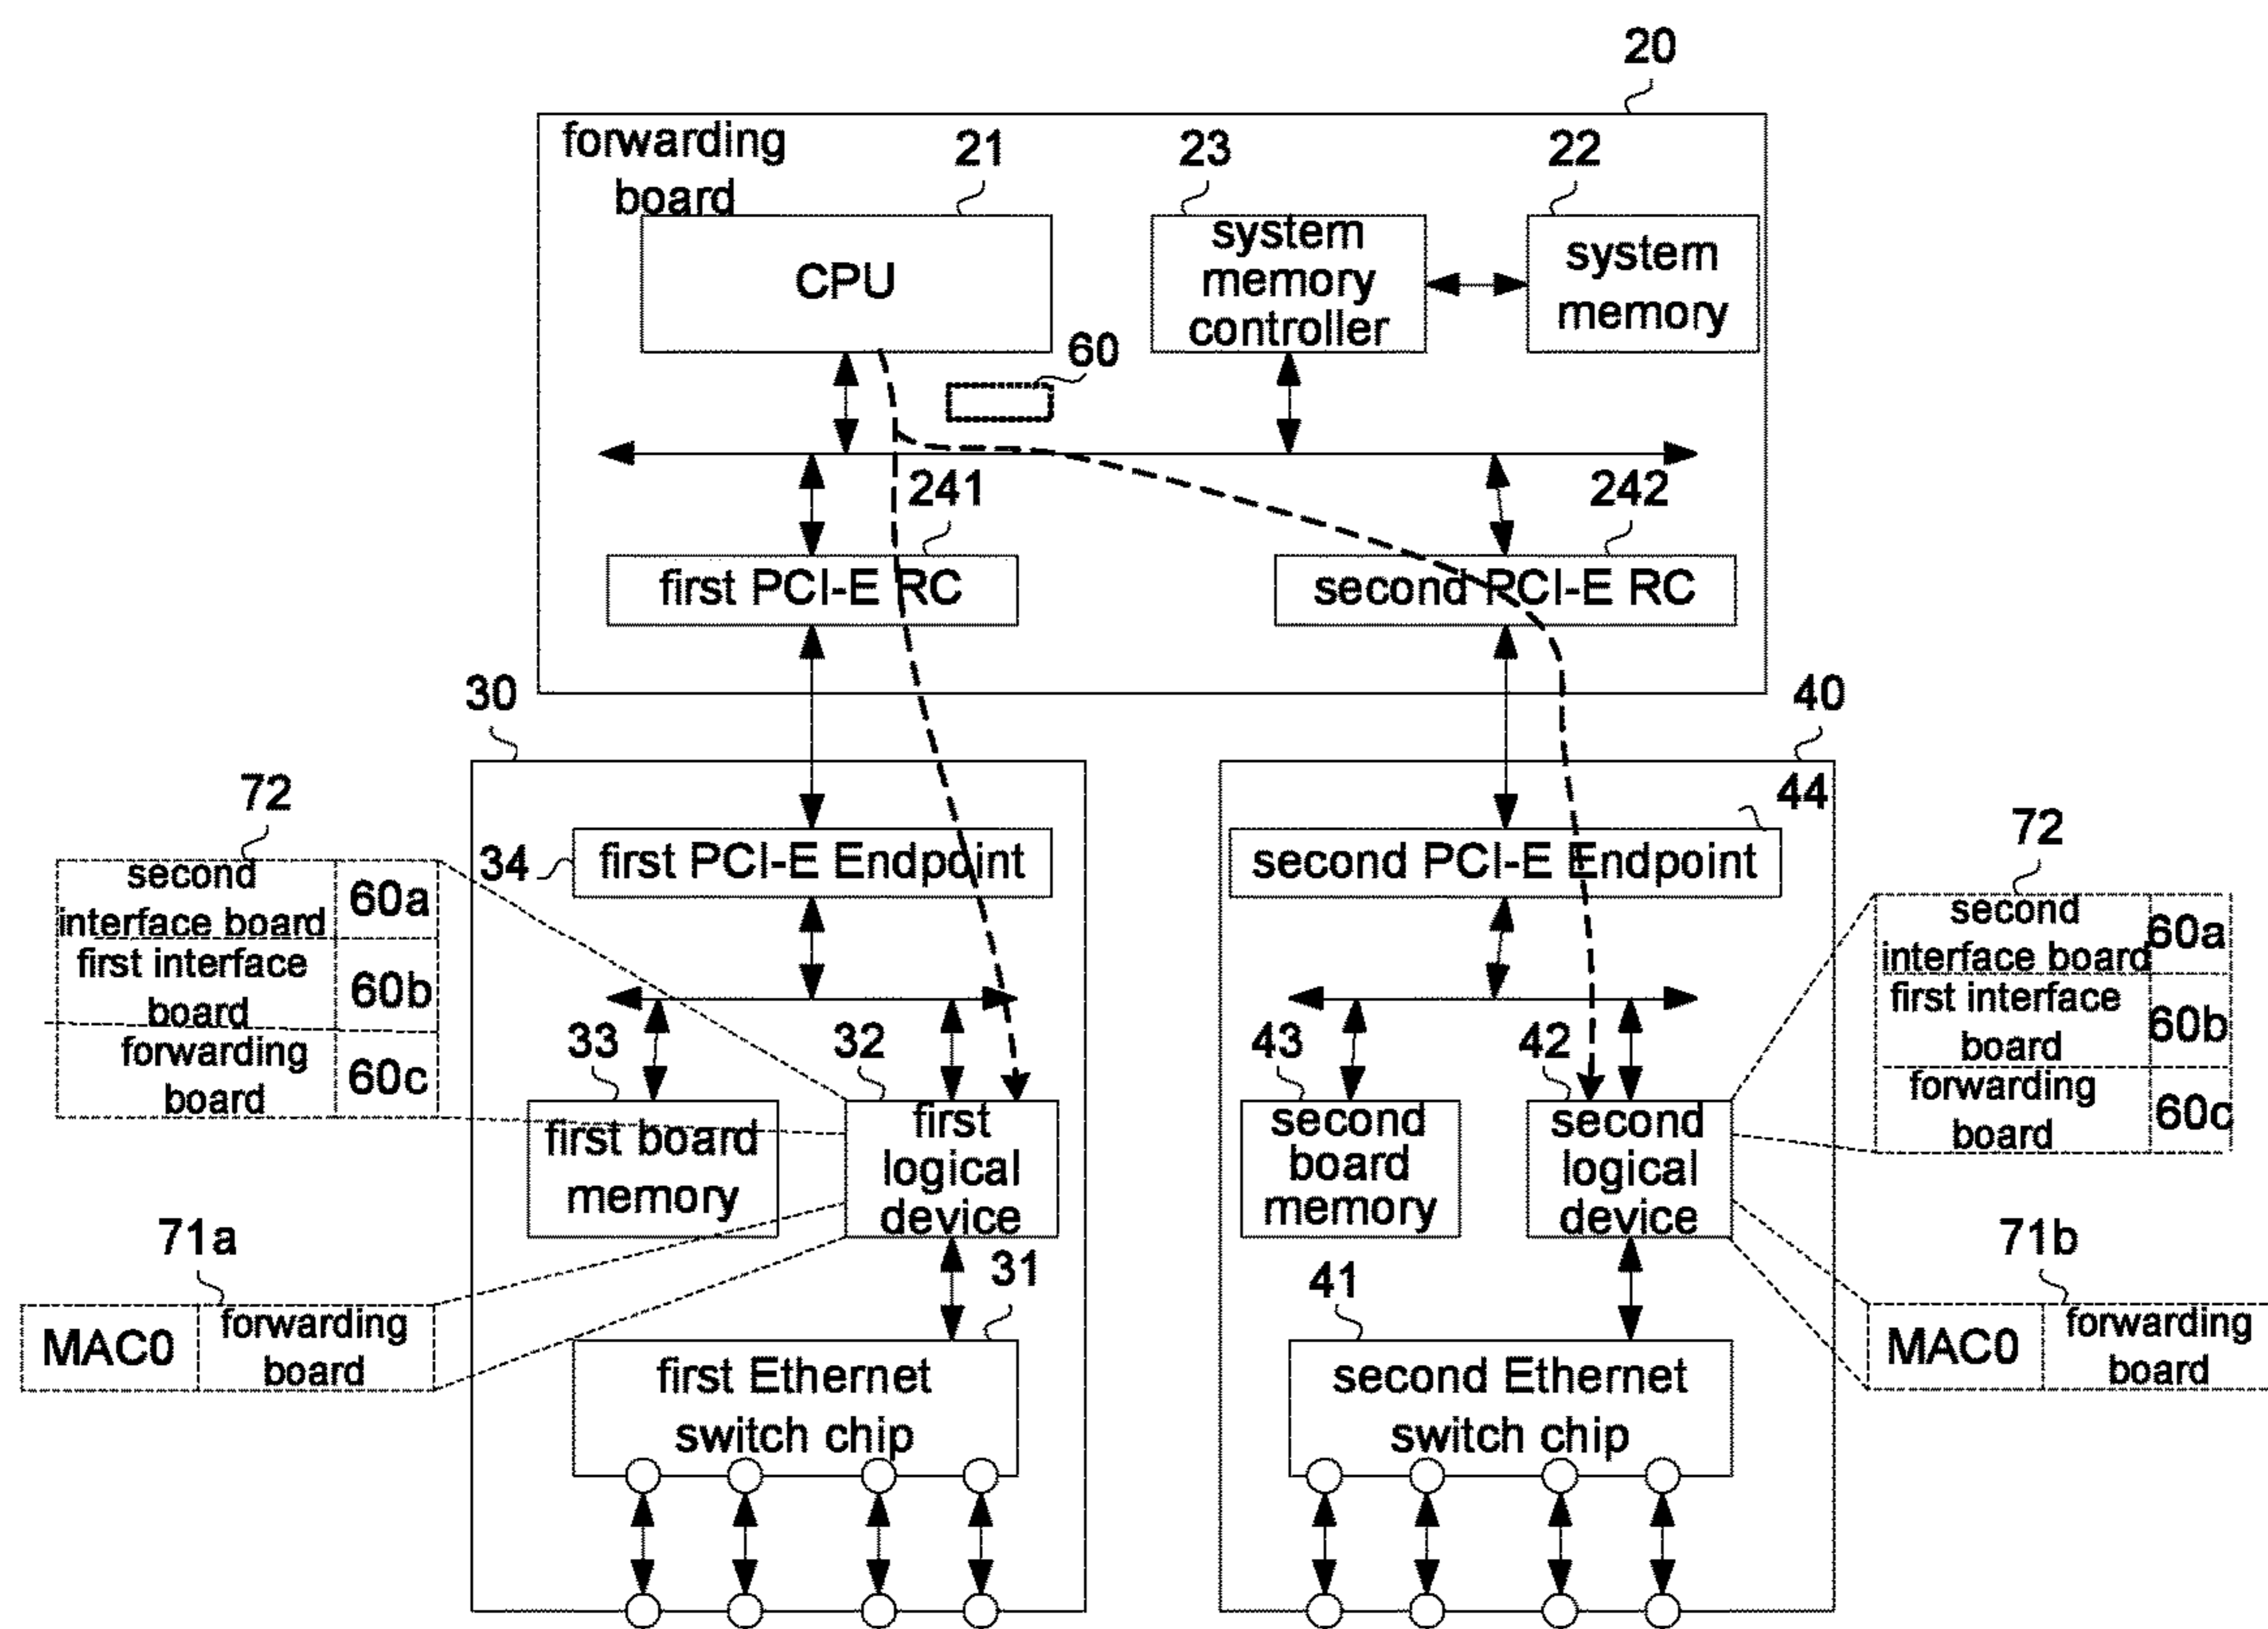 20
forwarding
board
21
23
22
CPU
system
memory
controller
system
memory
60
241
242
first PCI-E RC
second PCI-E RC
30
40
72
second
interface board
60a
first interface
board
60b
forwarding
board
60c
34
first PCI-E Endpoint
44
second PCI-E Endpoint
72
second
interface board
60a
first interface
board
60b
forwarding
board
60c
33
32
43
42
first board
memory
first
logical
device
second
board
memory
second
logical
device
71a
MAC0
forwarding
board
31
41
71b
MAC0
forwarding
board
first Ethernet
switch chip
second Ethernet
switch chip